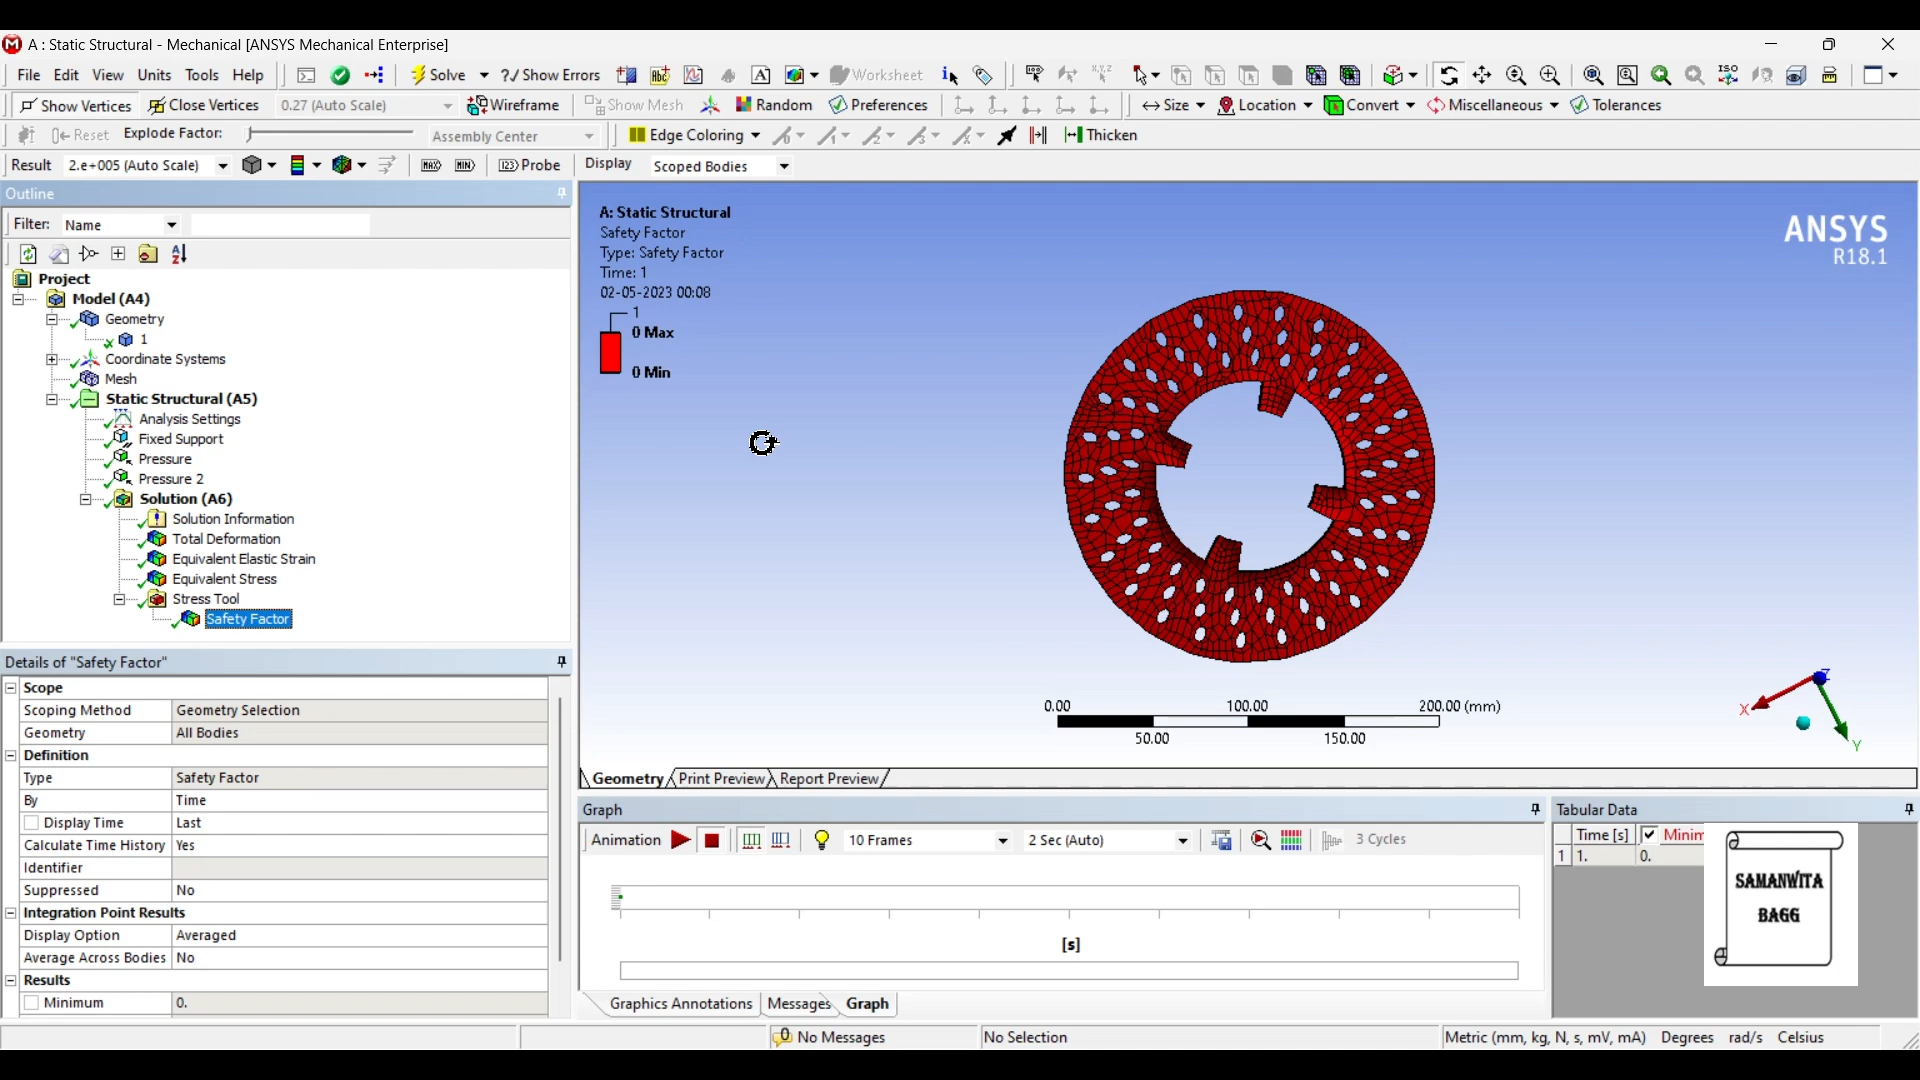 A : Static Structural - Mechanical [ANSYS Mechanical Enterprise]
File Edit View Units Tools Help Solve ?/ Show Errors Worksheet
Show Vertices Close Vertices 0.27 (Auto Scale) Wireframe Show Mesh Random Preferences Size Location Convert Miscellaneous Tolerances
Reset Explode Factor: Assembly Center Edge Coloring Thicken
Result 2.e+005 (Auto Scale) MAX MIN Probe Display Scoped Bodies
Outline
Filter: Name
Project
Model (A4)
Geometry
1
Coordinate Systems
Mesh
Static Structural (A5)
Analysis Settings
Fixed Support
Pressure
Pressure 2
Solution (A6)
Solution Information
Total Deformation
Equivalent Elastic Strain
Equivalent Stress
Stress Tool
Safety Factor
A: Static Structural
Safety Factor
Type: Safety Factor
Time: 1
02-05-2023 00:08
1
0 Max
0 Min
ANSYS
R18.1
0.00 100.00 200.00 (mm)
50.00 150.00
X Y Z
Geometry Print Preview Report Preview
Details of "Safety Factor"
Scope
Scoping Method Geometry Selection
Geometry All Bodies
Definition
Type Safety Factor
By Time
Display Time Last
Calculate Time History Yes
Identifier
Suppressed No
Integration Point Results
Display Option Averaged
Average Across Bodies No
Results
Minimum 0.
Graph
Animation 10 Frames 2 Sec (Auto) 3 Cycles
[s]
Graphics Annotations Messages Graph
Tabular Data
Time [s] Minim
1 1. 0.
SAMANWITA
BAGG
0 No Messages No Selection Metric (mm, kg, N, s, mV, mA) Degrees rad/s Celsius